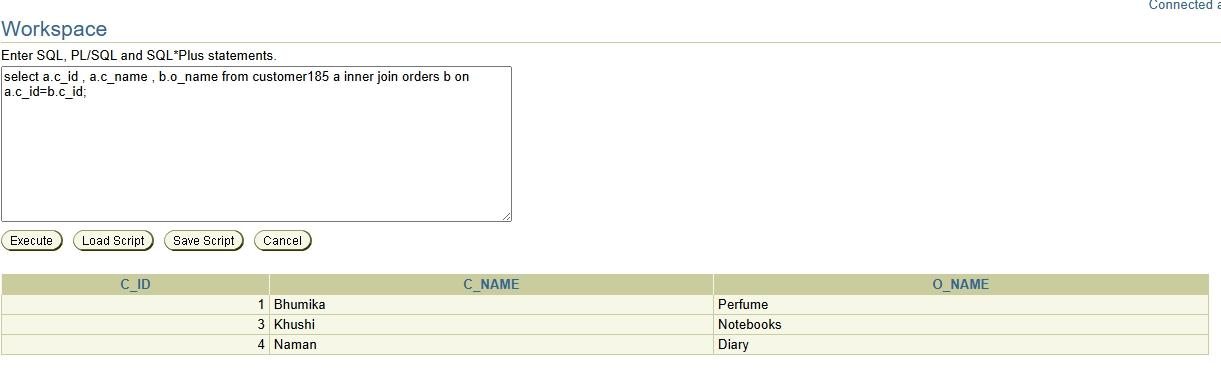 Connected a
Workspace
Enter SQL, PL/SQL and SQL*Plus statements.
select a.c_id , a.c_name , b.o_name from customer185 a inner join orders b on
a.c_id=b.c_id;
Execute Load Script Save Script Cancel
C_ID C_NAME O_NAME
1 Bhumika Perfume
3 Khushi Notebooks
4 Naman Diary